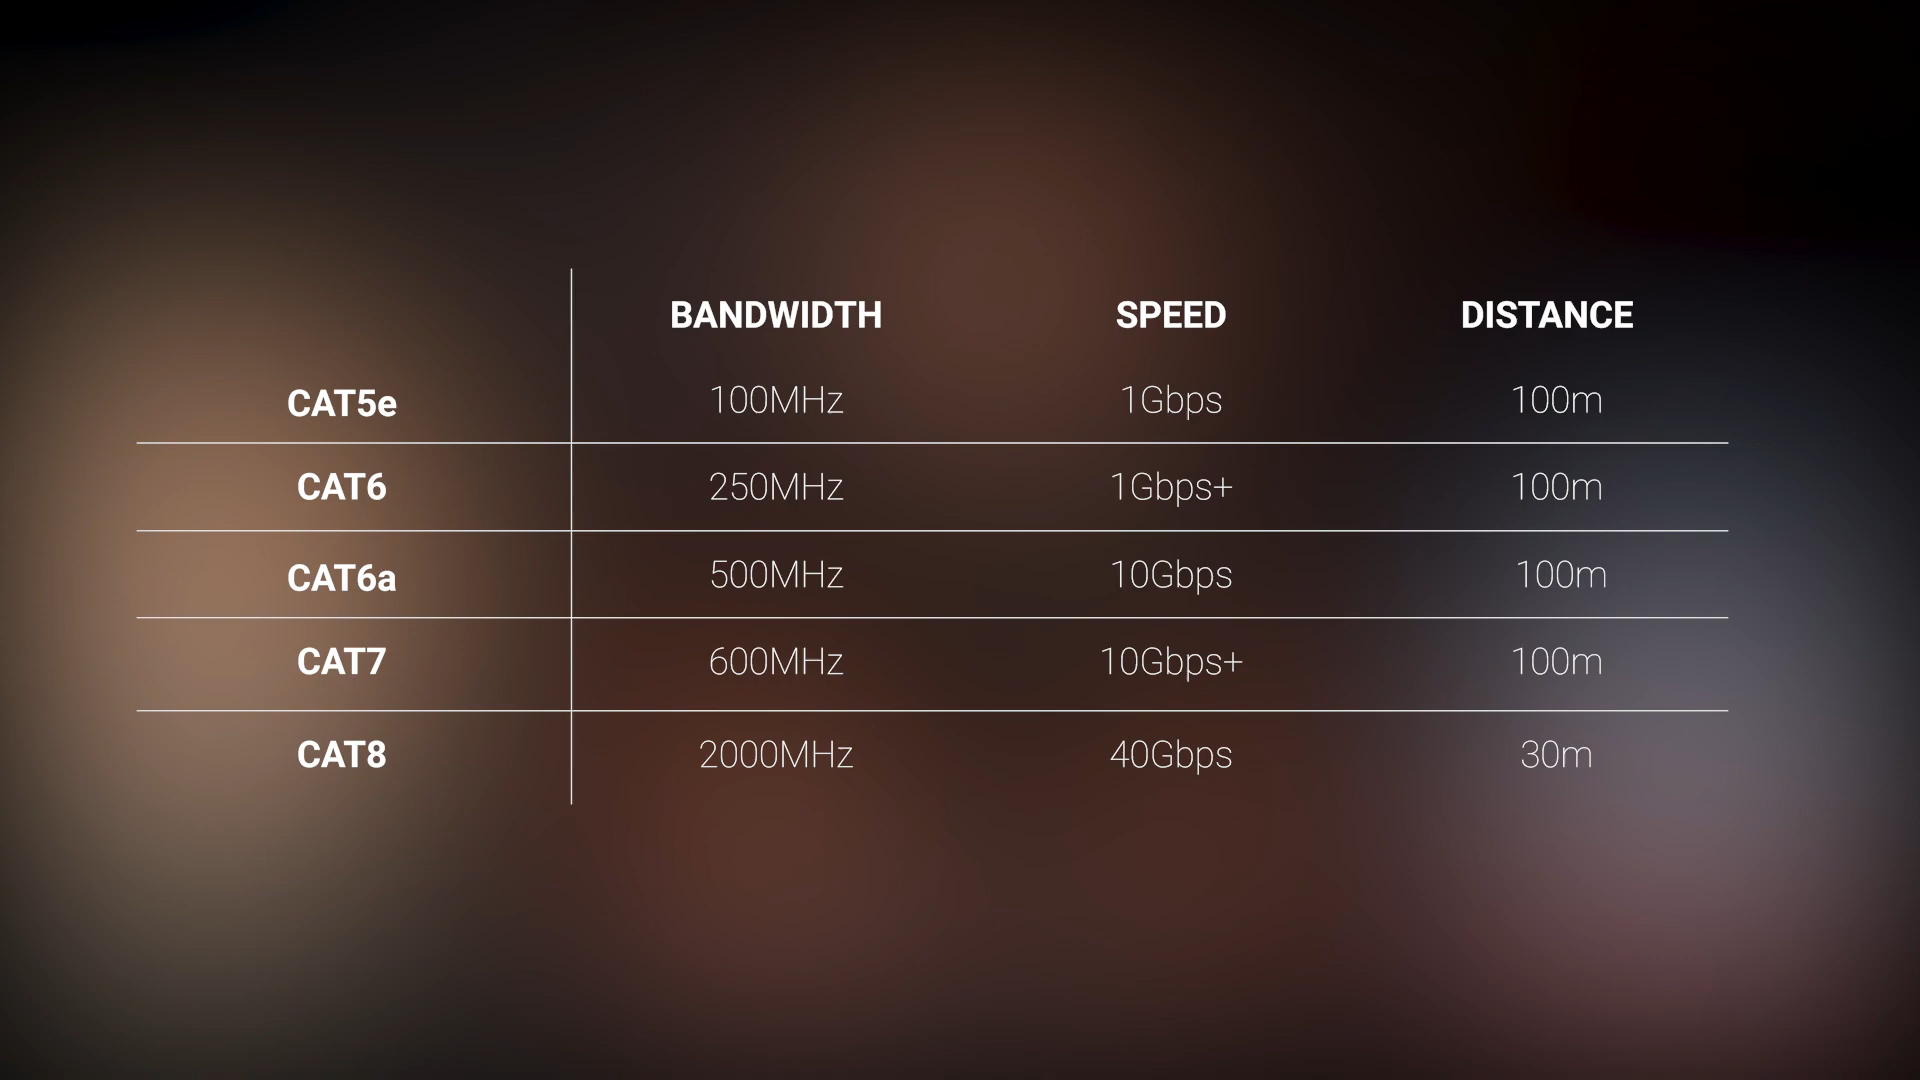 BANDWIDTH SPEED DISTANCE
CAT5e 100MHz 1Gbps 100m
CAT6 250MHz 1Gbps+ 100m
CAT6a 500MHz 10Gbps 100m
CAT7 600MHz 10Gbps+ 100m
CAT8 2000MHz 40Gbps 30m